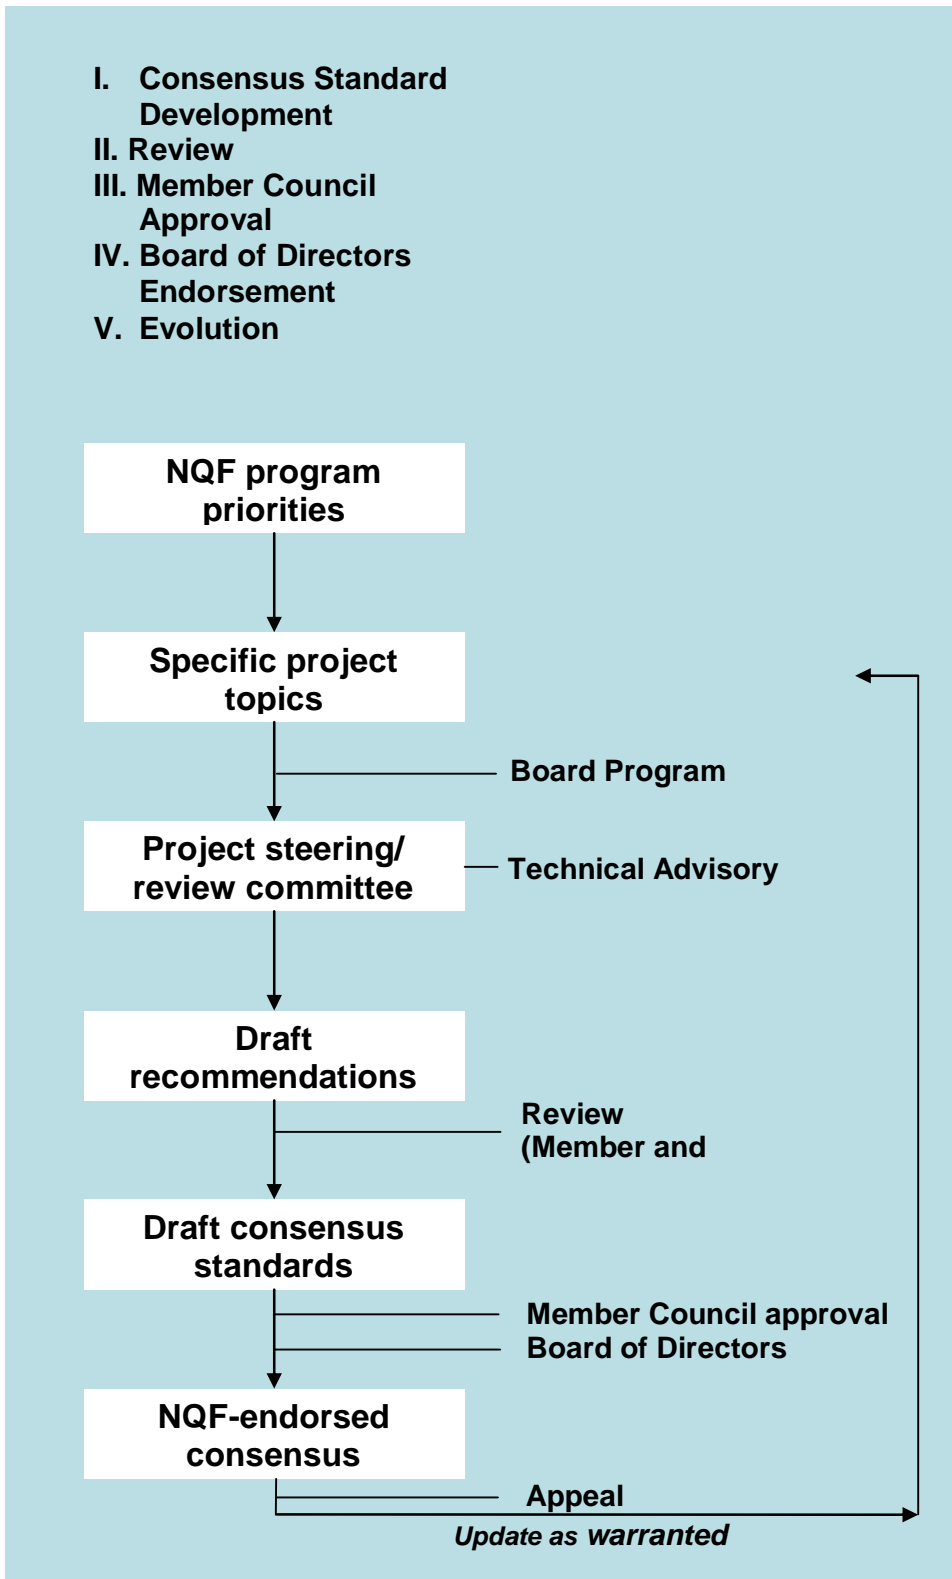 I. Consensus Standard
Development
II. Review
III. Member Council
Approval
IV. Board of Directors
Endorsement
V. Evolution
NQF program
priorities
Specific project
topics
Board Program
Project steering/
review committee
Technical Advisory
Draft
recommendations
Review
(Member and
Draft consensus
standards
Member Council approval
Board of Directors
NQF-endorsed
consensus
Appeal
Update as warranted